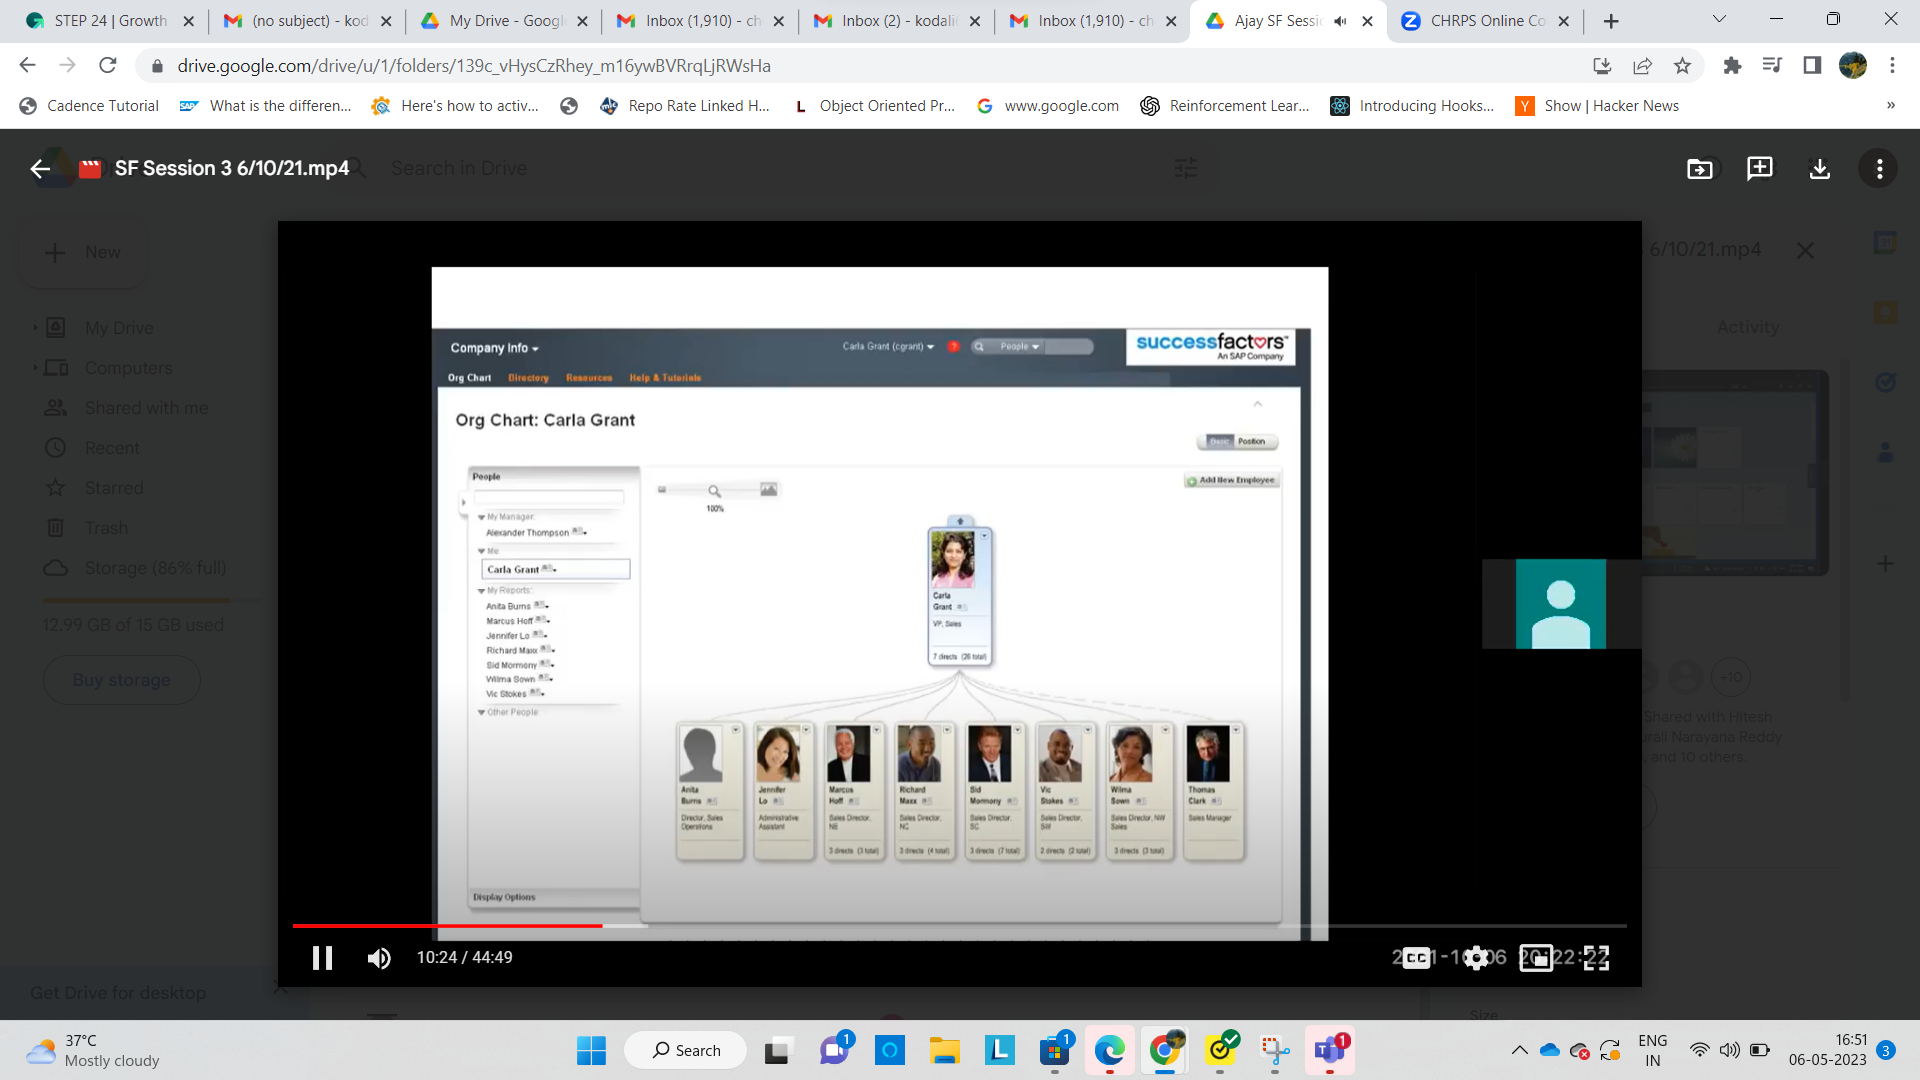 STEP 24 | Growth
(no subject) - kod
My Drive - Googl
Inbox (1,910) - ch
Inbox (2) - kodali
Inbox (1,910) - ch
Ajay SF Sessi
CHRPS Online Co
drive.google.com/drive/u/1/folders/139c_vHysCzRhey_m16ywBVRrqLjRWsHa
Cadence Tutorial
What is the differen...
Here's how to activ...
Repo Rate Linked H...
Object Oriented Pr...
www.google.com
Reinforcement Lear...
Introducing Hooks...
Show | Hacker News
SF Session 3 6/10/21.mp4
Search in Drive
New
6/10/21.mp4
My Drive
Computers
Shared with me
Recent
Starred
Trash
Storage (86% full)
12.99 GB of 15 GB used
Buy storage
Activity
+10
Shared with Hitesh
urali Narayana Reddy
and 10 others.
Company Info
Carla Grant (cgrant)
People
successfactors™
An SAP Company
Org Chart Directory Resources Help & Tutorials
Org Chart: Carla Grant
Basic Position
People
My Manager:
Alexander Thompson
Me
Carla Grant
My Reports:
Anita Burns
Marcus Hoff
Jennifer Lo
Richard Maxx
Sid Mormony
Wilma Sown
Vic Stokes
Other People:
Display Options
100%
Add New Employee
Carla
Grant
VP, Sales
7 directs (26 total)
Anita
Burns
Director, Sales
Operations
Jennifer
Lo
Administrative
Assistant
Marcus
Hoff
Sales Director,
NE
3 directs (3 total)
Richard
Maxx
Sales Director,
NC
3 directs (4 total)
Sid
Mormony
Sales Director,
SC
3 directs (7 total)
Vic
Stokes
Sales Director,
SW
2 directs (2 total)
Wilma
Sown
Sales Director, NW
Sales
3 directs (3 total)
Thomas
Clark
Sales Manager
10:24 / 44:49
CC
Get Drive for desktop
Size
37°C
Mostly cloudy
Search
ENG
IN
16:51
06-05-2023
3